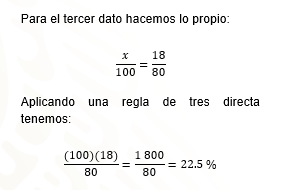 Para el tercer dato hacemos lo propio:
x/100 = 18/80
Aplicando una regla de tres directa
tenemos:
(100)(18)/80 = 1 800/80 = 22.5 %